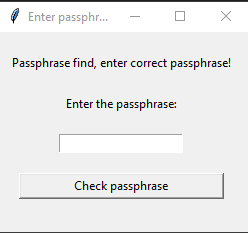 Enter passphr...
Passphrase find, enter correct passphrase!
Enter the passphrase:
Check passphrase